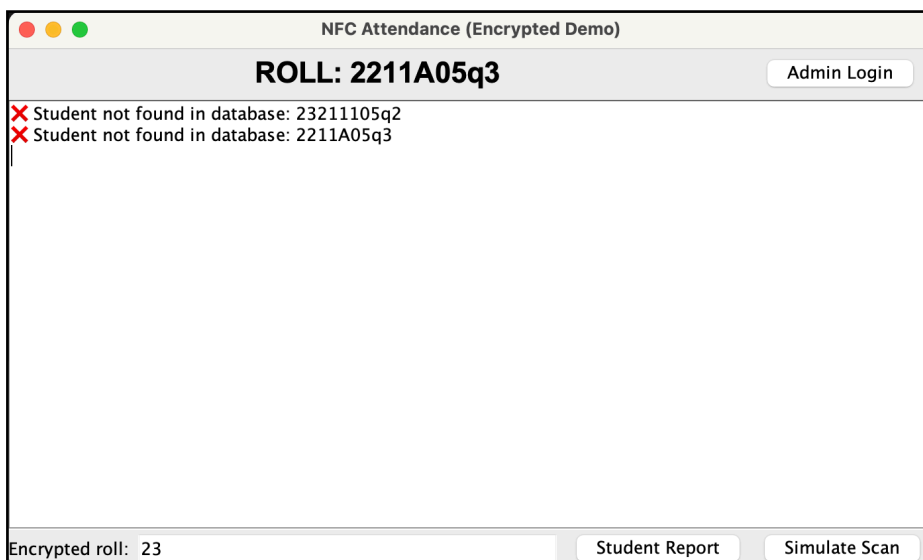 NFC Attendance (Encrypted Demo)
ROLL: 2211A05q3 Admin Login
❌ Student not found in database: 23211105q2
❌ Student not found in database: 2211A05q3
Encrypted roll: 23 Student Report Simulate Scan